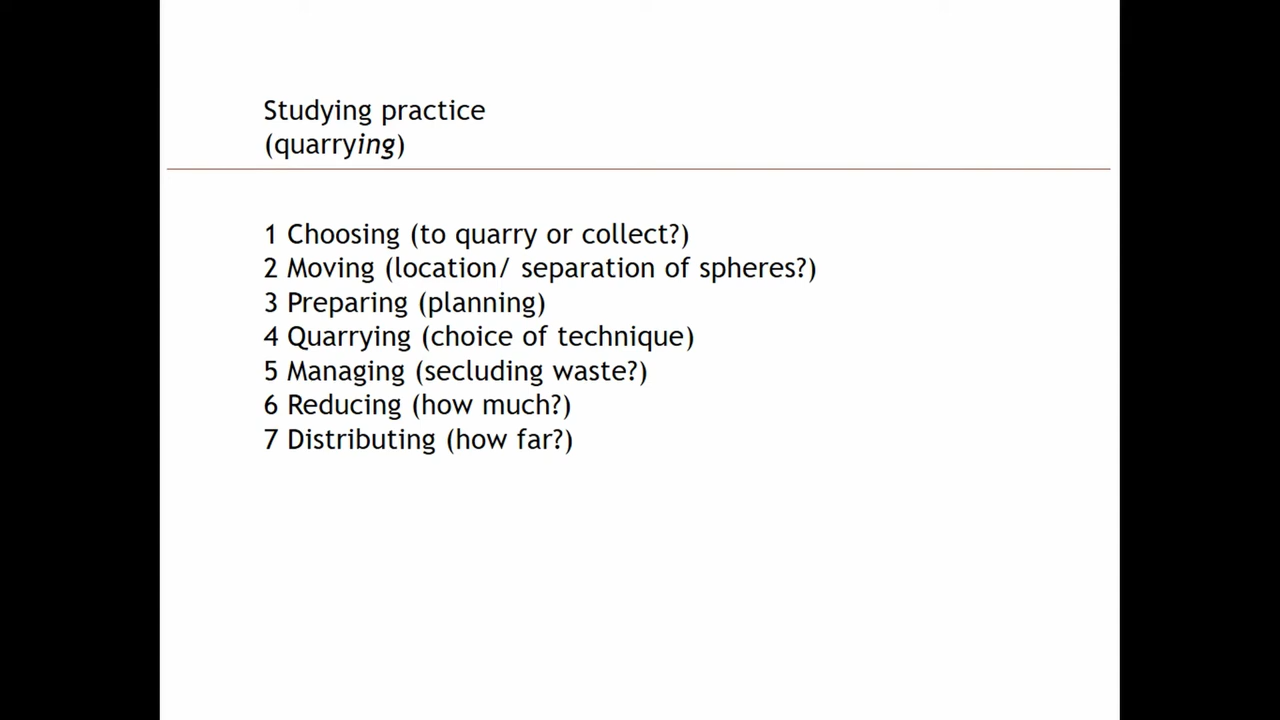 Studying practice
(quarrying)
1 Choosing (to quarry or collect?)
2 Moving (location/ separation of spheres?)
3 Preparing (planning)
4 Quarrying (choice of technique)
5 Managing (secluding waste?)
6 Reducing (how much?)
7 Distributing (how far?)